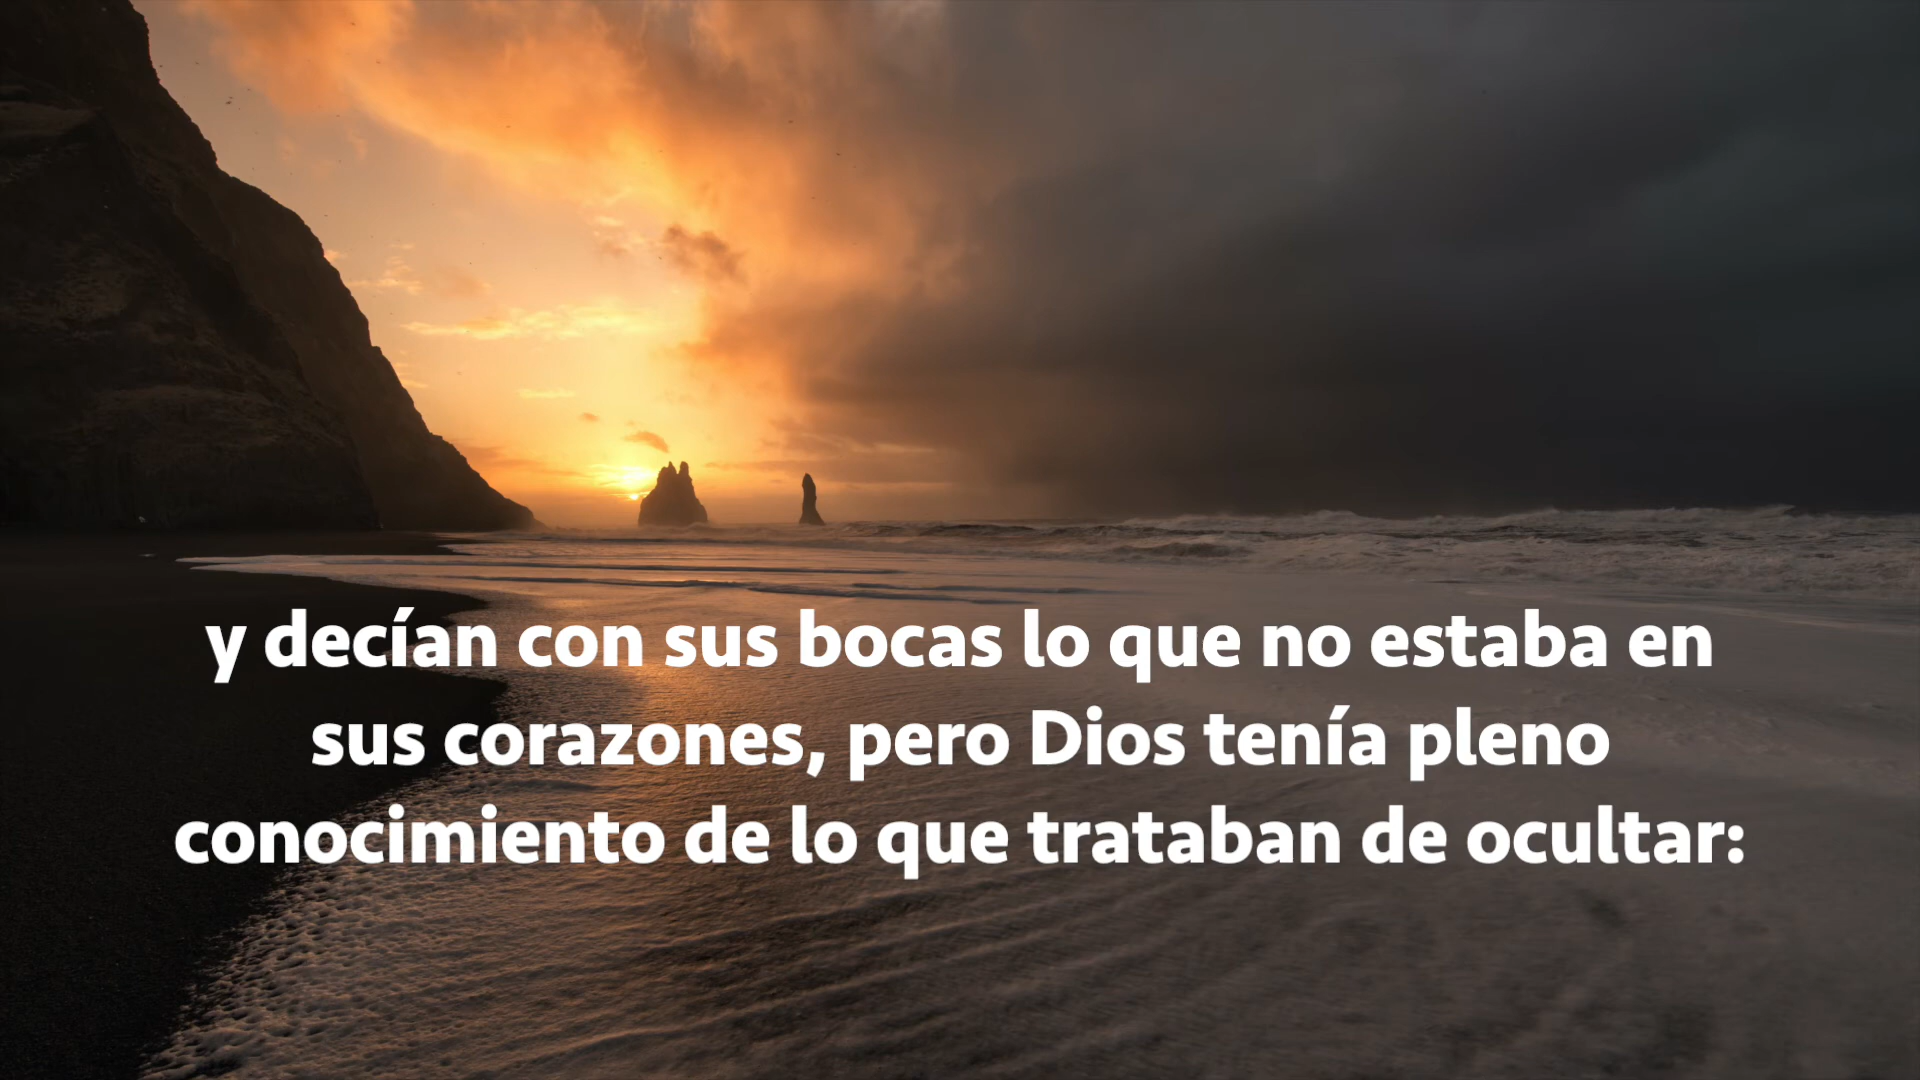 y decían con sus bocas lo que no estaba en
sus corazones, pero Dios tenía pleno
conocimiento de lo que trataban de ocultar: